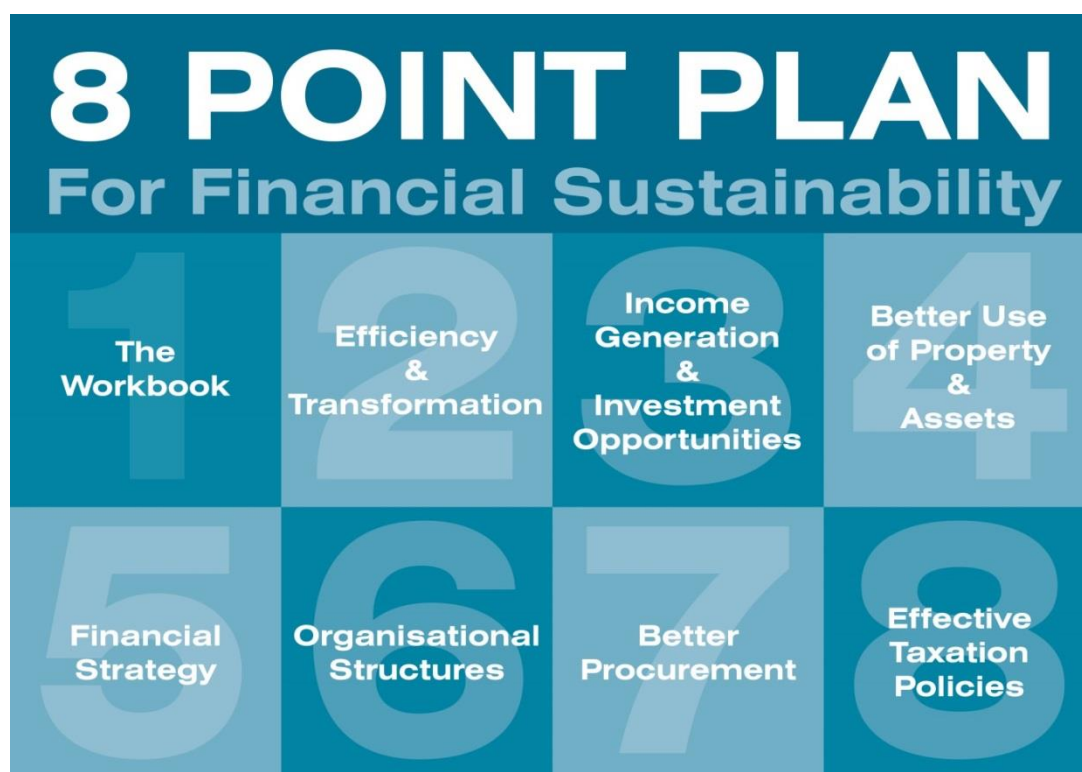 8 POINT PLAN
For Financial Sustainability
1
The
Workbook
2
Efficiency
&
Transformation
3
Income
Generation
&
Investment
Opportunities
4
Better Use
of Property
&
Assets
5
Financial
Strategy
6
Organisational
Structures
7
Better
Procurement
8
Effective
Taxation
Policies